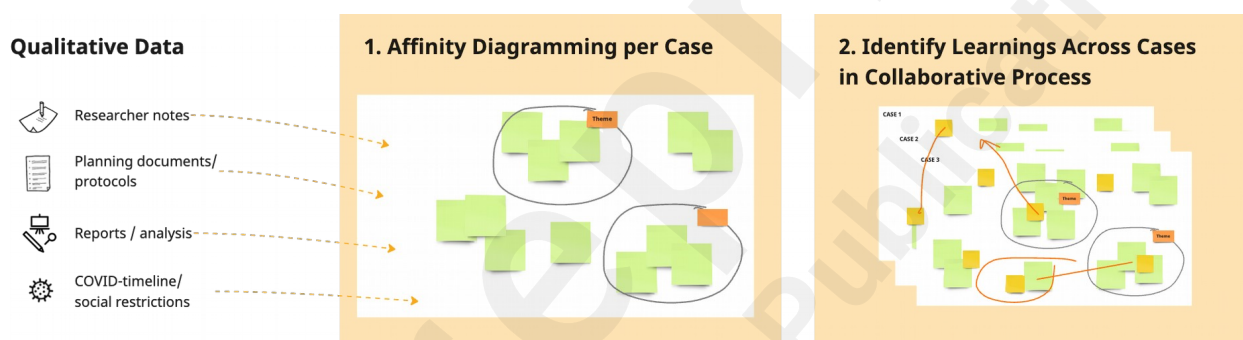 Qualitative Data
Researcher notes
Planning documents/
protocols
Reports / analysis
COVID-timeline/
social restrictions
1. Affinity Diagramming per Case
Theme
2. Identify Learnings Across Cases
in Collaborative Process
CASE 1
CASE 2
CASE 3
Theme
Theme